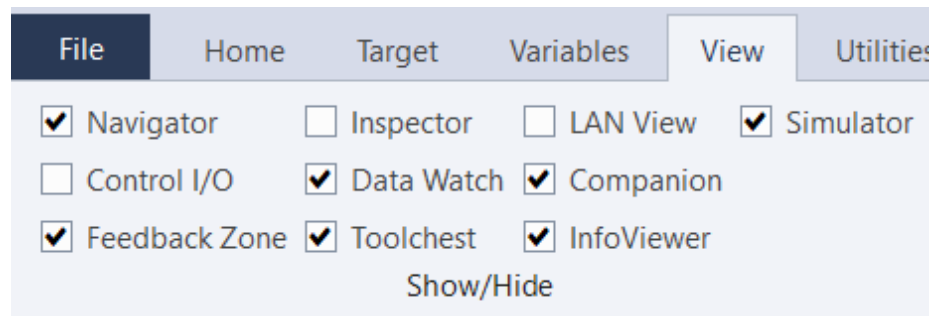 File Home Target Variables View Utilities
Navigator Inspector LAN View Simulator
Control I/O Data Watch Companion
Feedback Zone Toolchest InfoViewer
Show/Hide